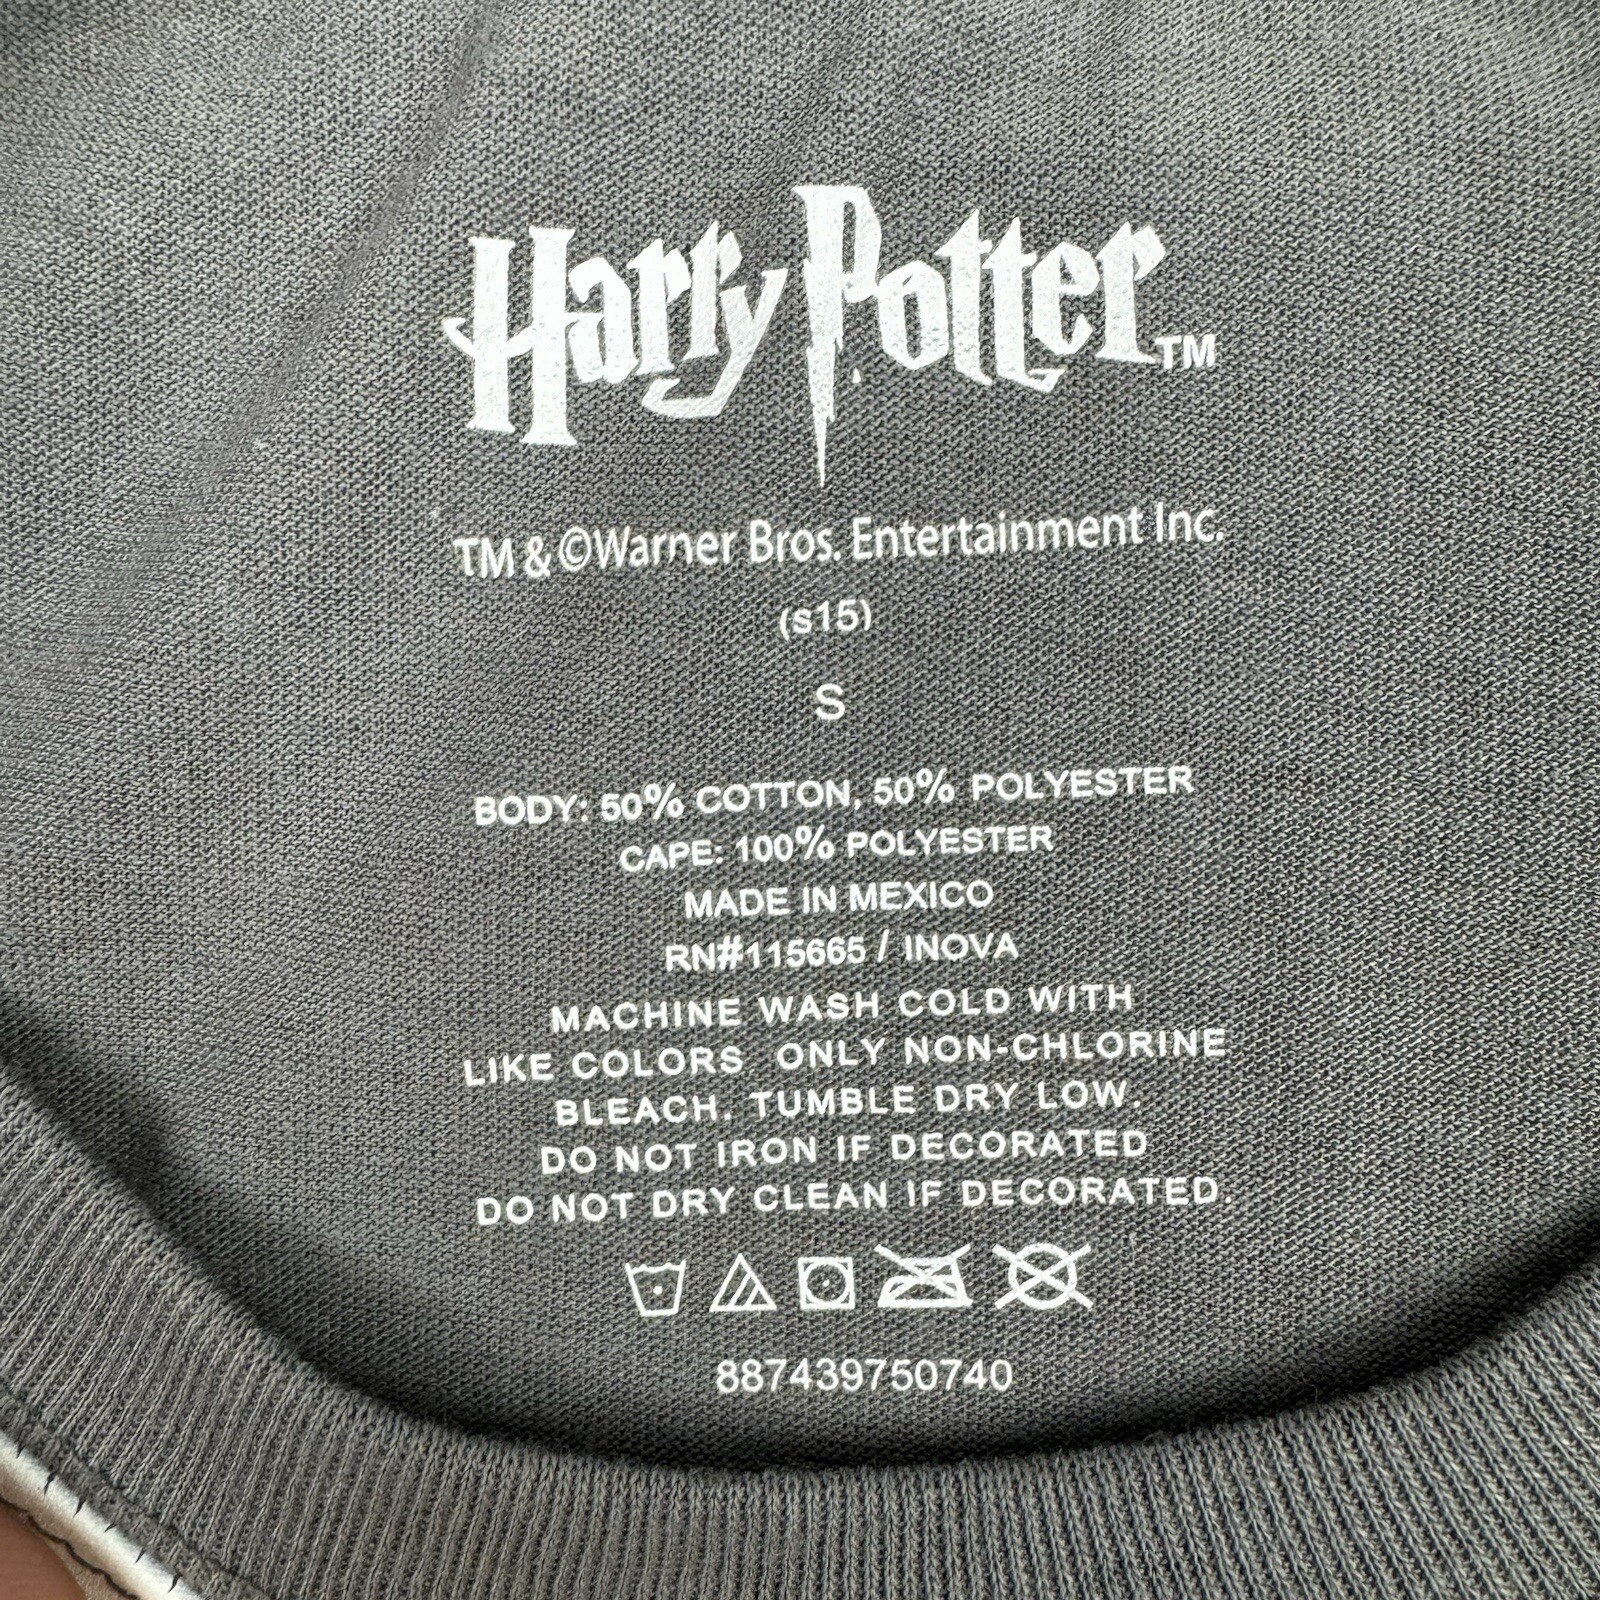 Harry Potter™
TM & ©Warner Bros. Entertainment Inc.
(s15)
S
BODY: 50% COTTON, 50% POLYESTER
CAPE: 100% POLYESTER
MADE IN MEXICO
RN#115665 / INOVA
MACHINE WASH COLD WITH
LIKE COLORS ONLY NON-CHLORINE
BLEACH. TUMBLE DRY LOW.
DO NOT IRON IF DECORATED
DO NOT DRY CLEAN IF DECORATED.
887439750740